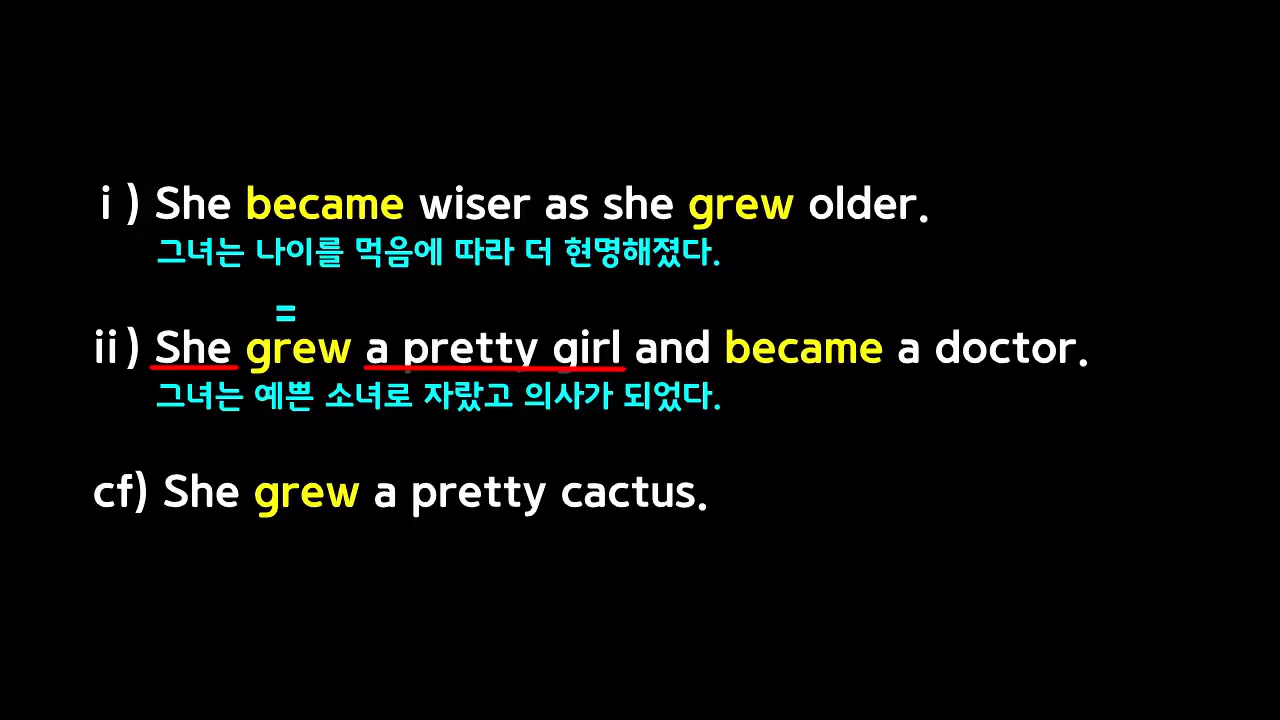 i ) She became wiser as she grew older.
그녀는 나이를 먹음에 따라 더 현명해졌다.
=
ii ) She grew a pretty girl and became a doctor.
그녀는 예쁜 소녀로 자랐고 의사가 되었다.
cf) She grew a pretty cactus.